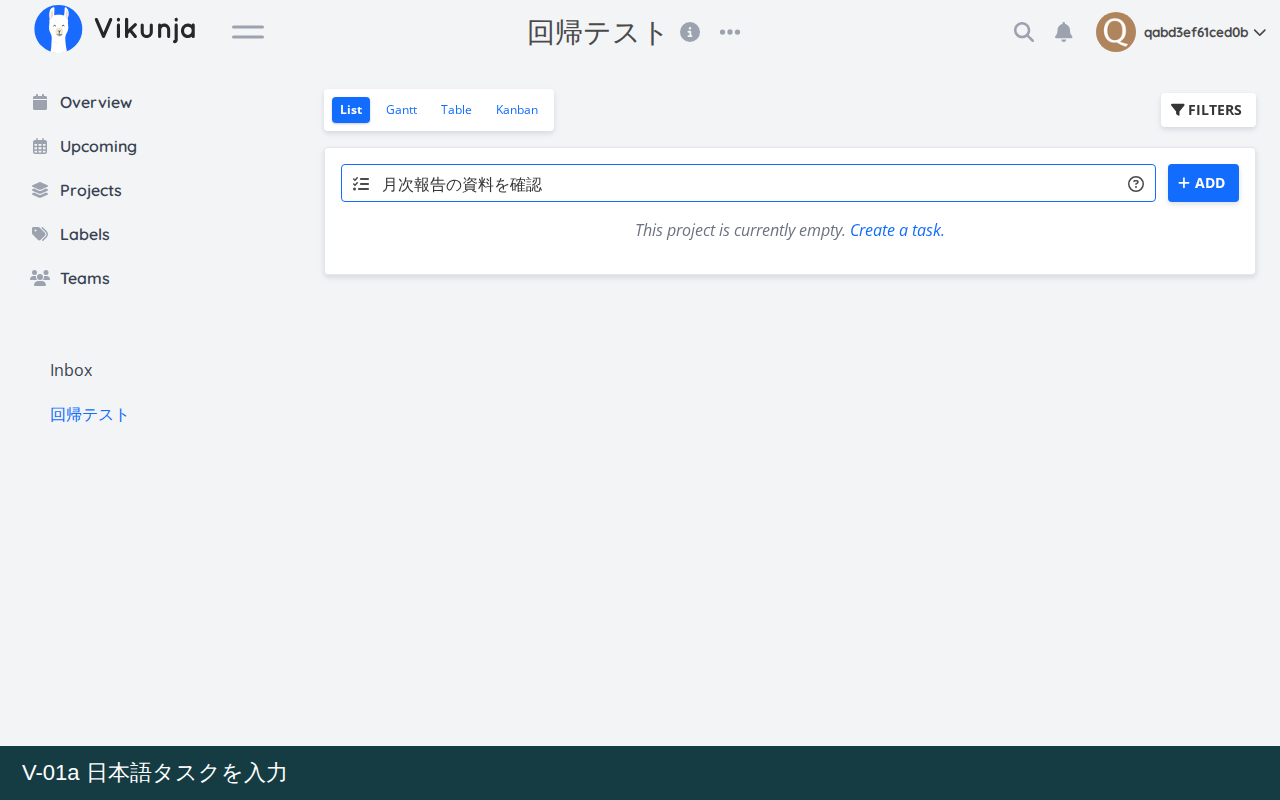 Vikunja
回帰テスト
qabd3ef61ced0b
Overview
Upcoming
Projects
Labels
Teams
Inbox
回帰テスト
List Gantt Table Kanban
FILTERS
月次報告の資料を確認
ADD
This project is currently empty. Create a task.
V-01a 日本語タスクを入力